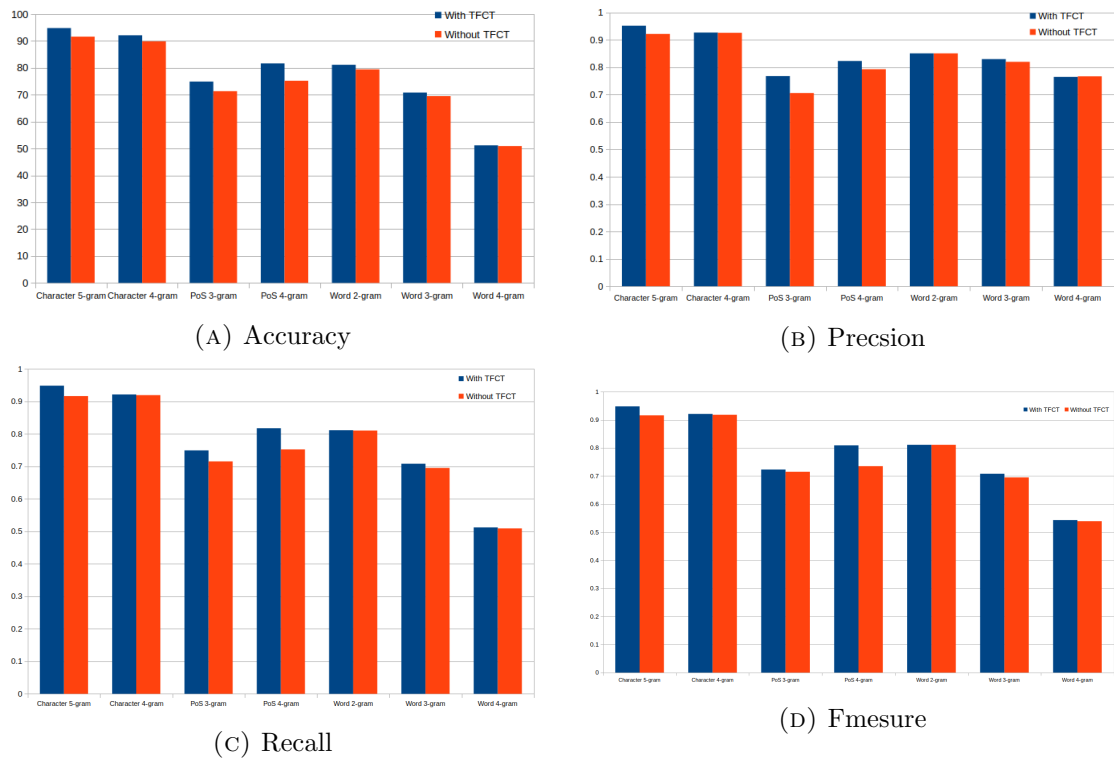 With TFCT
Without TFCT
100
90
80
70
60
50
40
30
20
10
0
Character 5-gram Character 4-gram PoS 3-gram PoS 4-gram Word 2-gram Word 3-gram Word 4-gram
(A) Accuracy
With TFCT
Without TFCT
1
0.9
0.8
0.7
0.6
0.5
0.4
0.3
0.2
0.1
0
Character 5-gram Character 4-gram PoS 3-gram PoS 4-gram Word 2-gram Word 3-gram Word 4-gram
(B) Precsion
With TFCT
Without TFCT
1
0.9
0.8
0.7
0.6
0.5
0.4
0.3
0.2
0.1
0
Character 5-gram Character 4-gram PoS 3-gram PoS 4-gram Word 2-gram Word 3-gram Word 4-gram
(C) Recall
With TFCT Without TFCT
1
0.9
0.8
0.7
0.6
0.5
0.4
0.3
0.2
0.1
0
Character 5-gram Character 4-gram PoS 3-gram PoS 4-gram Word 2-gram Word 3-gram Word 4-gram
(D) Fmesure